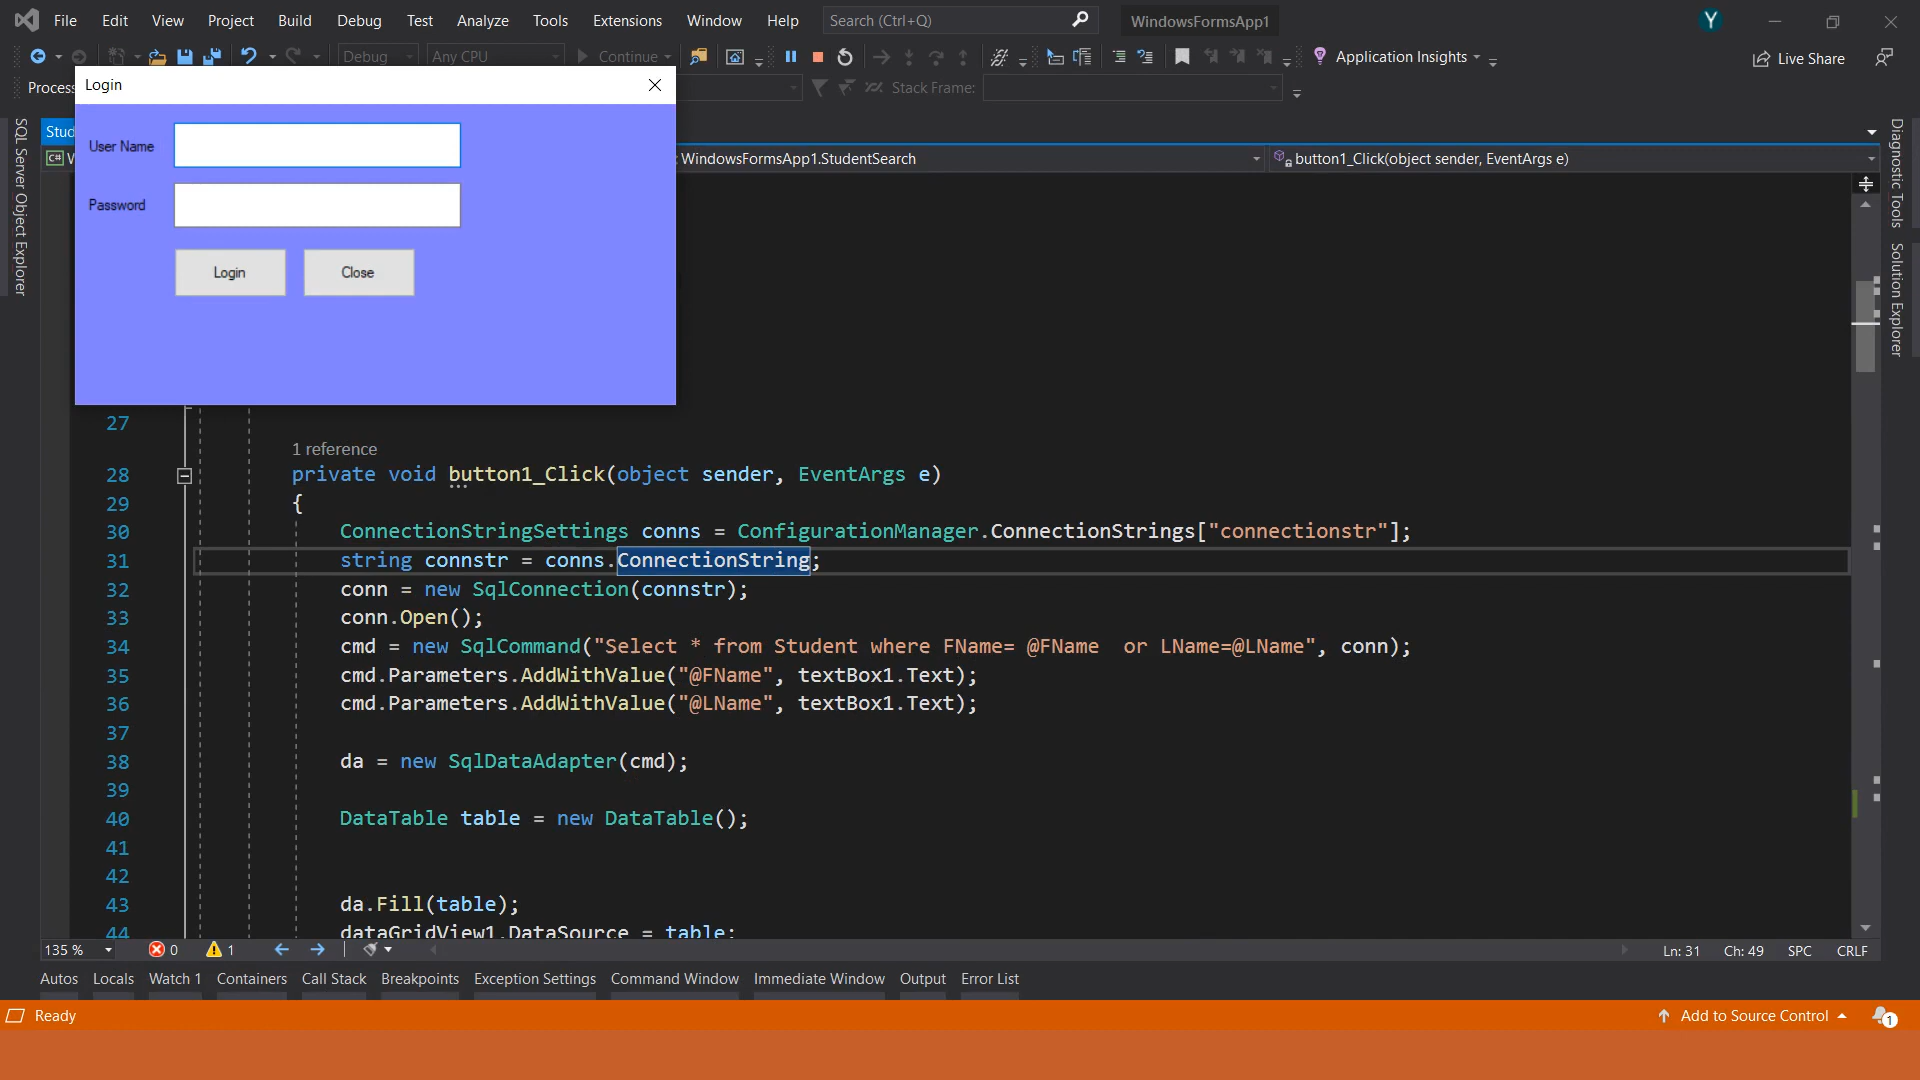 File Edit View Project Build Debug Test Analyze Tools Extensions Window Help Search (Ctrl+Q) WindowsFormsApp1 Y
Debug Any CPU Continue Application Insights Live Share
Process Stack Frame:
Login
User Name
Password
Login Close
SQL Server Object Explorer
Stud
C# W
WindowsFormsApp1.StudentSearch button1_Click(object sender, EventArgs e)
Diagnostic Tools
Solution Explorer
27
1 reference
28 private void button1_Click(object sender, EventArgs e)
29 {
30 ConnectionStringSettings conns = ConfigurationManager.ConnectionStrings["connectionstr"];
31 string connstr = conns.ConnectionString;
32 conn = new SqlConnection(connstr);
33 conn.Open();
34 cmd = new SqlCommand("Select * from Student where FName= @FName  or LName=@LName", conn);
35 cmd.Parameters.AddWithValue("@FName", textBox1.Text);
36 cmd.Parameters.AddWithValue("@LName", textBox1.Text);
37
38 da = new SqlDataAdapter(cmd);
39
40 DataTable table = new DataTable();
41
42
43 da.Fill(table);
44 dataGridView1.DataSource = table;
135 % 0 1 Ln: 31 Ch: 49 SPC CRLF
Autos Locals Watch 1 Containers Call Stack Breakpoints Exception Settings Command Window Immediate Window Output Error List
Ready Add to Source Control 1